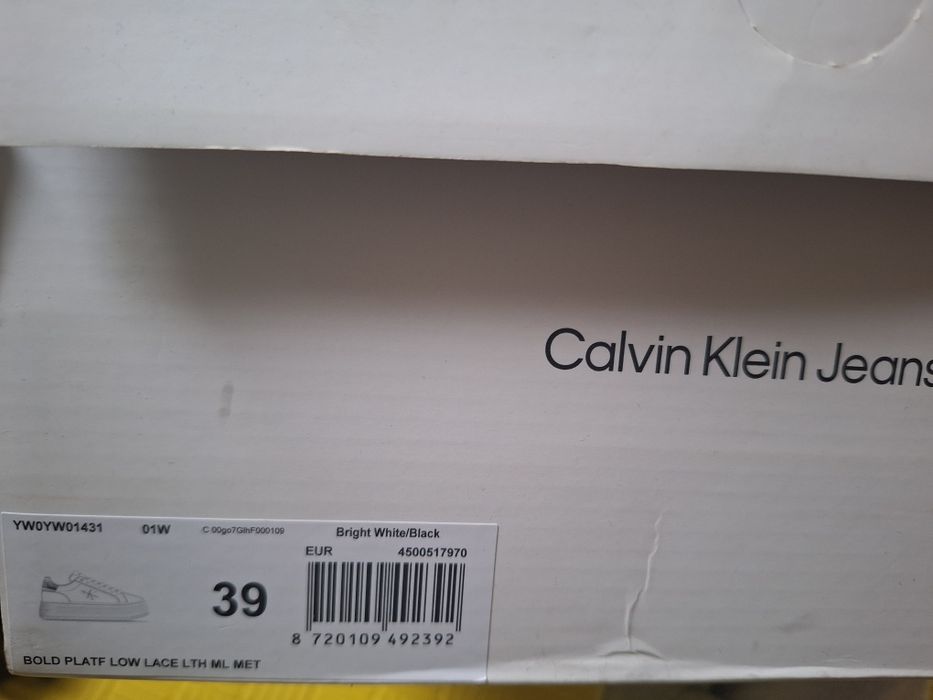 Calvin Klein Jeans
YW0YW01431 01W C 00go7GlhF000109 Bright White/Black
EUR 4500517970
39
8 720109 492392
BOLD PLATF LOW LACE LTH ML MET